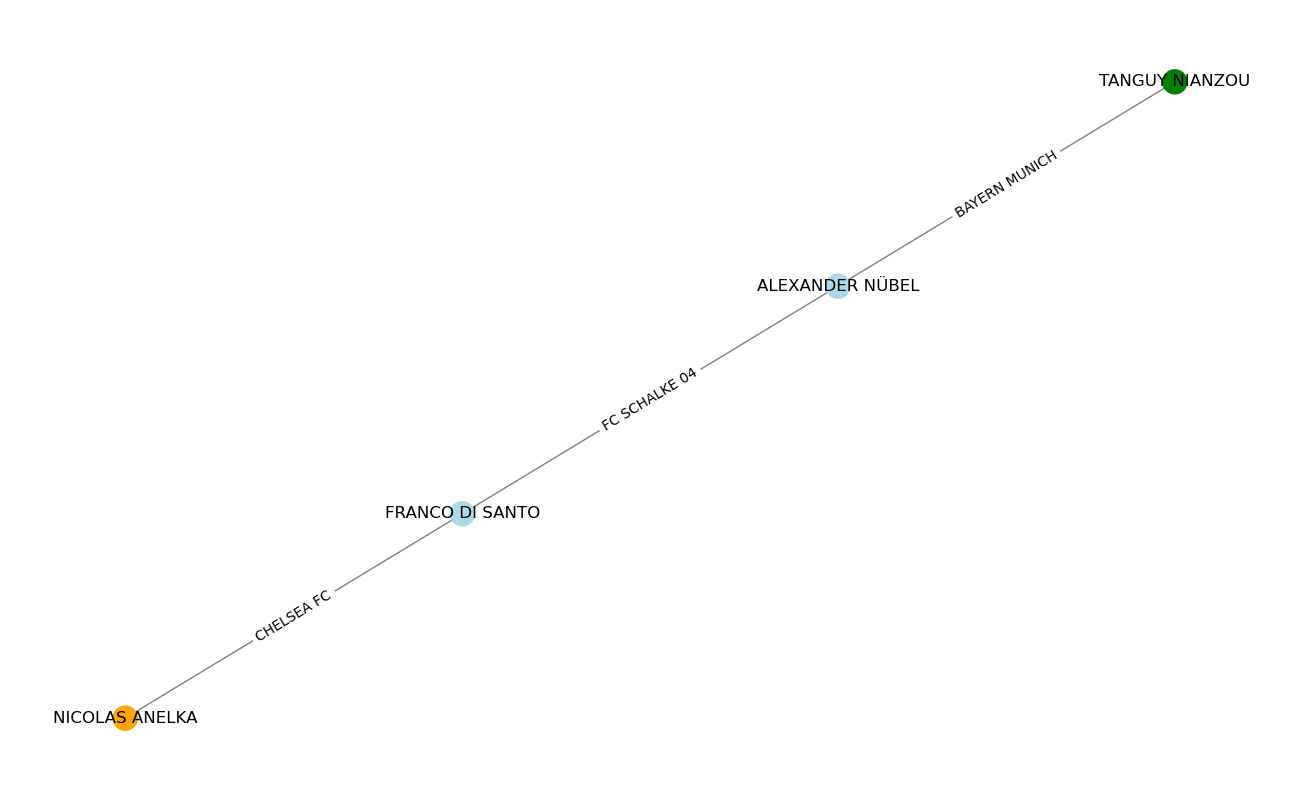 TANGUY NIANZOU
BAYERN MUNICH
ALEXANDER NÜBEL
FC SCHALKE 04
FRANCO DI SANTO
CHELSEA FC
NICOLAS ANELKA